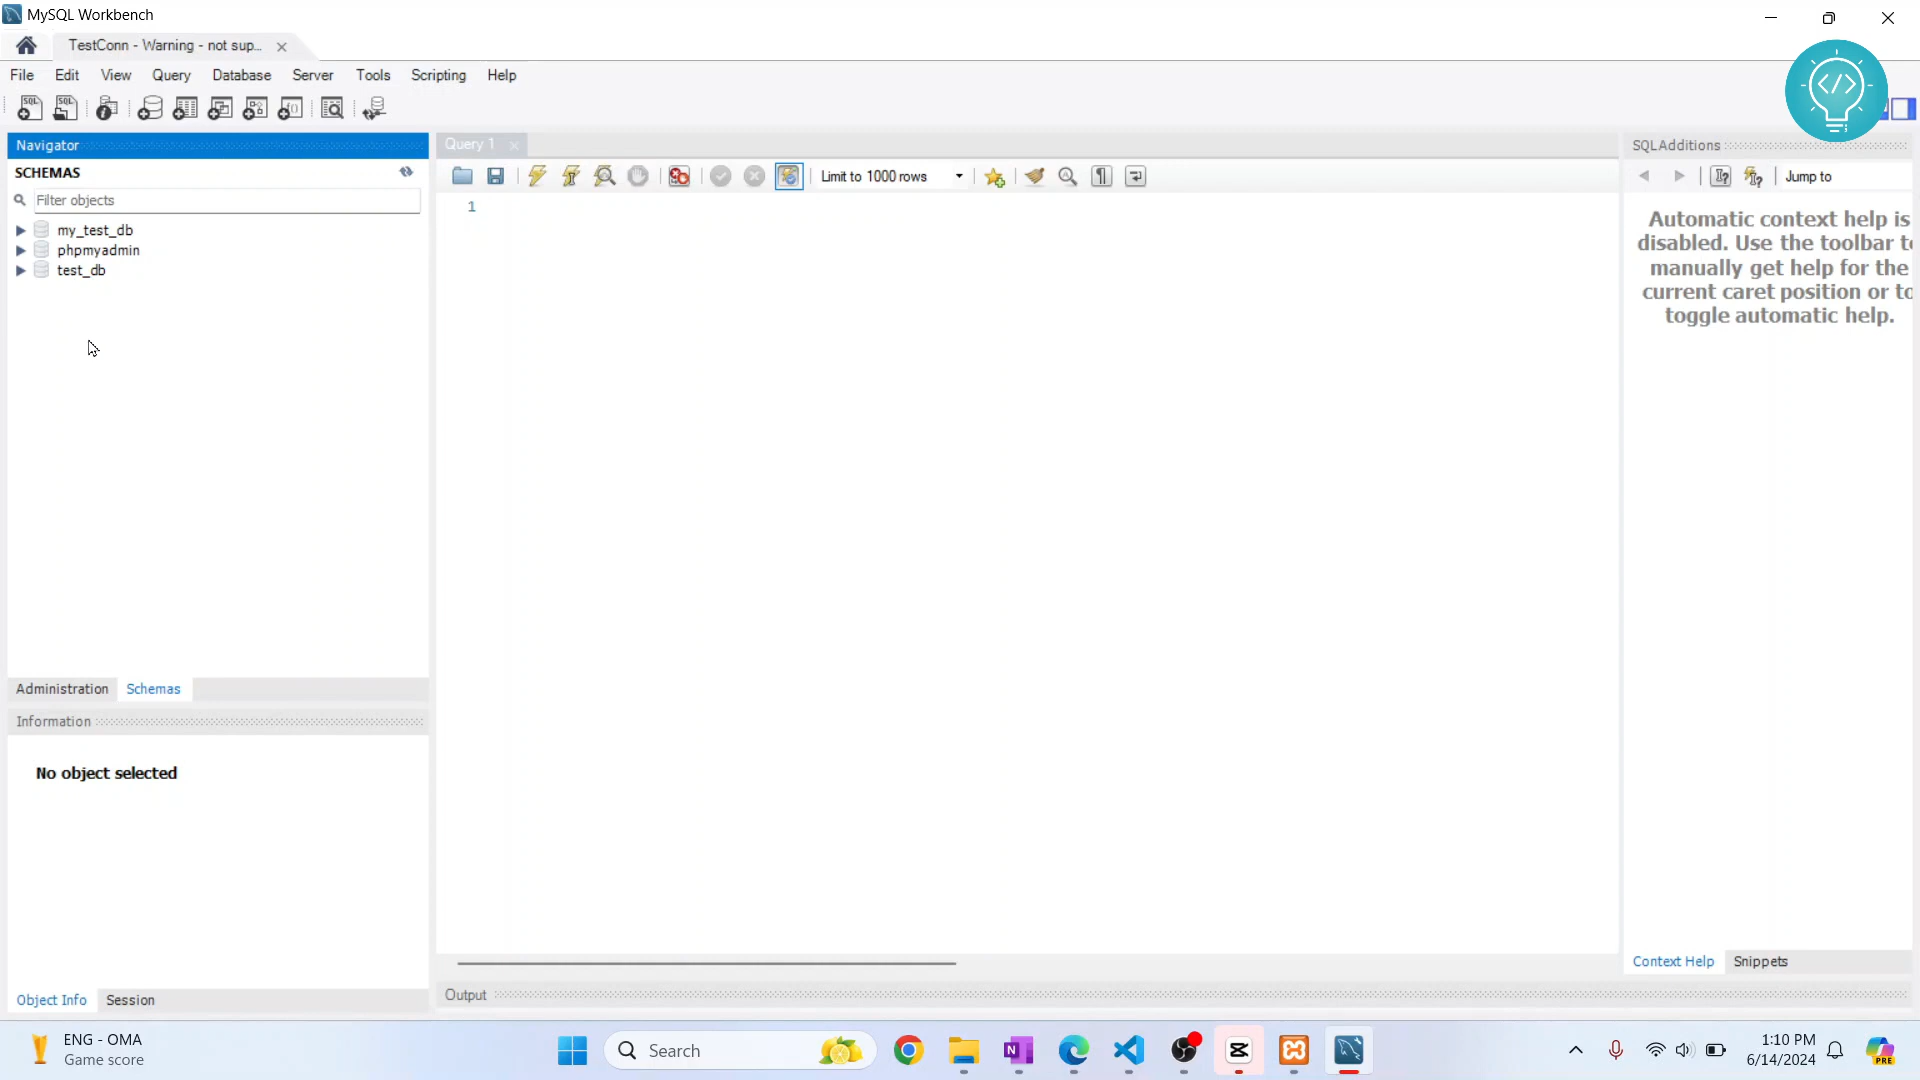 MySQL Workbench
TestConn - Warning - not sup...
File Edit View Query Database Server Tools Scripting Help
Navigator
SCHEMAS
Filter objects
my_test_db
phpmyadmin
test_db
Administration Schemas
Information
No object selected
Object Info Session
Query 1
Limit to 1000 rows
1
Output
SQLAdditions
Jump to
Automatic context help is
disabled. Use the toolbar to
manually get help for the
current caret position or to
toggle automatic help.
Context Help Snippets
ENG - OMA
Game score
Search
1:10 PM
6/14/2024